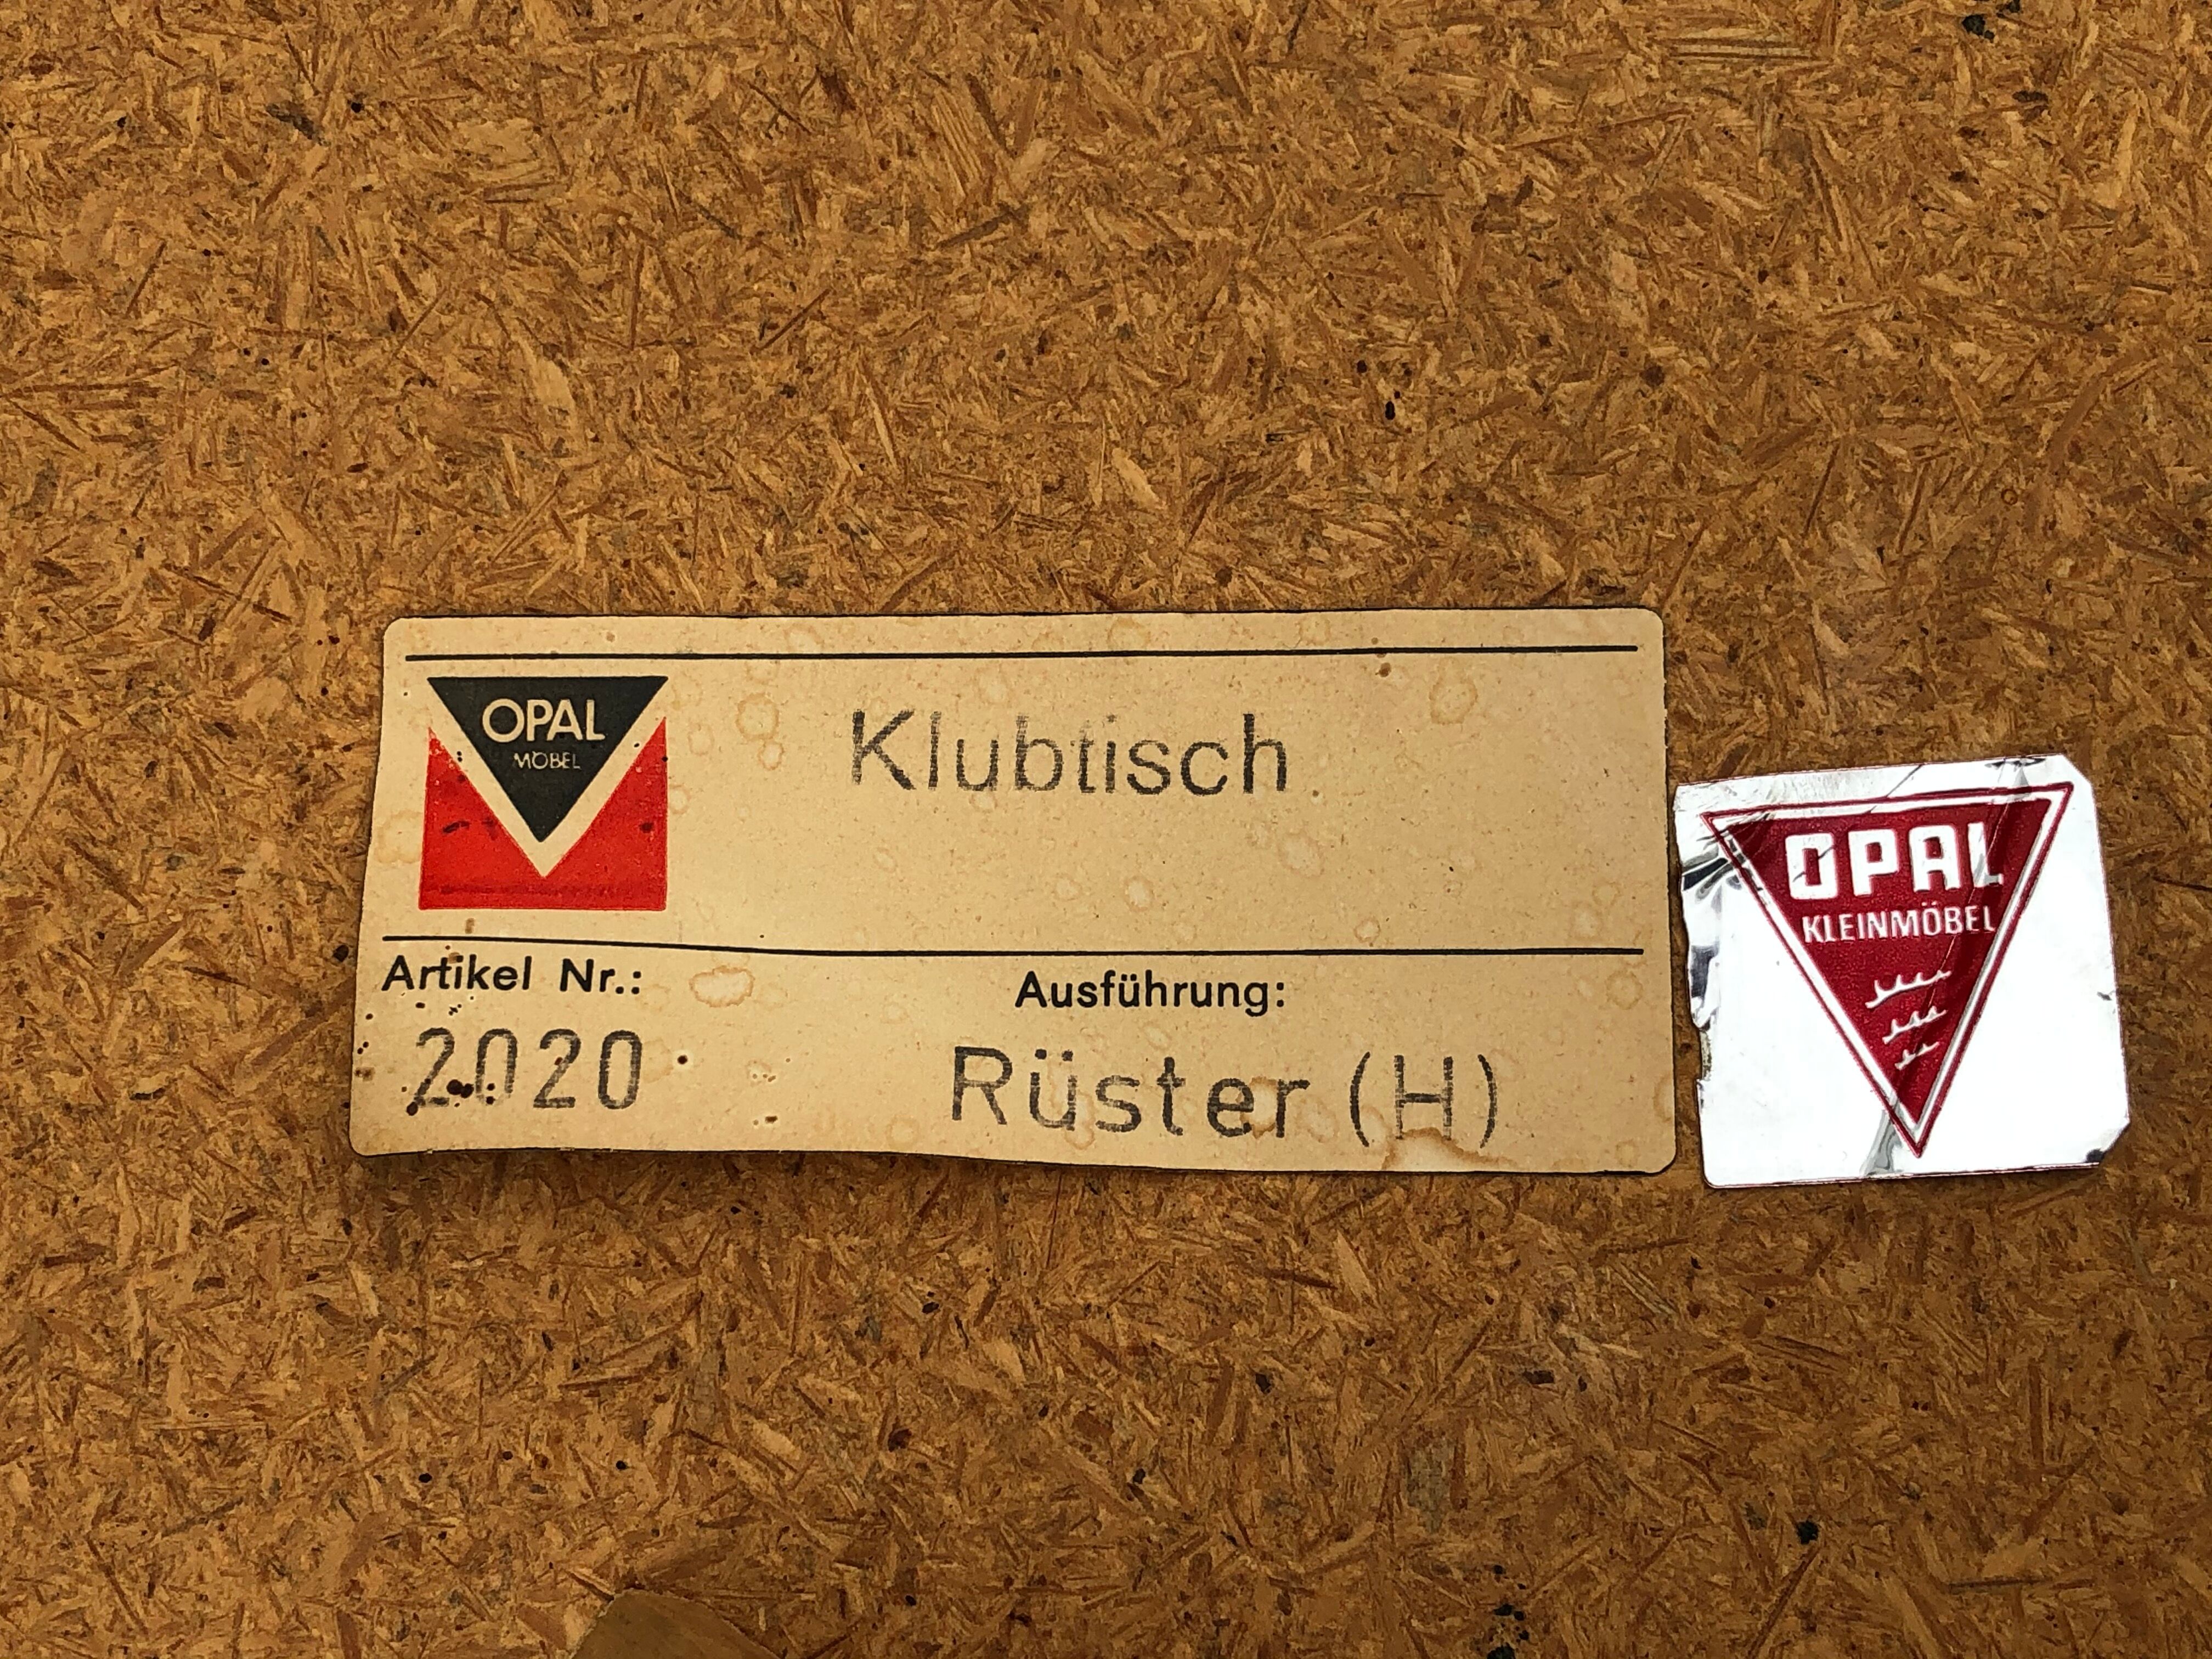 OPAL
MÖBEL
Klubtisch
Artikel Nr.:
Ausführung:
2020
Rüster (H)
OPAL
KLEINMÖBEL